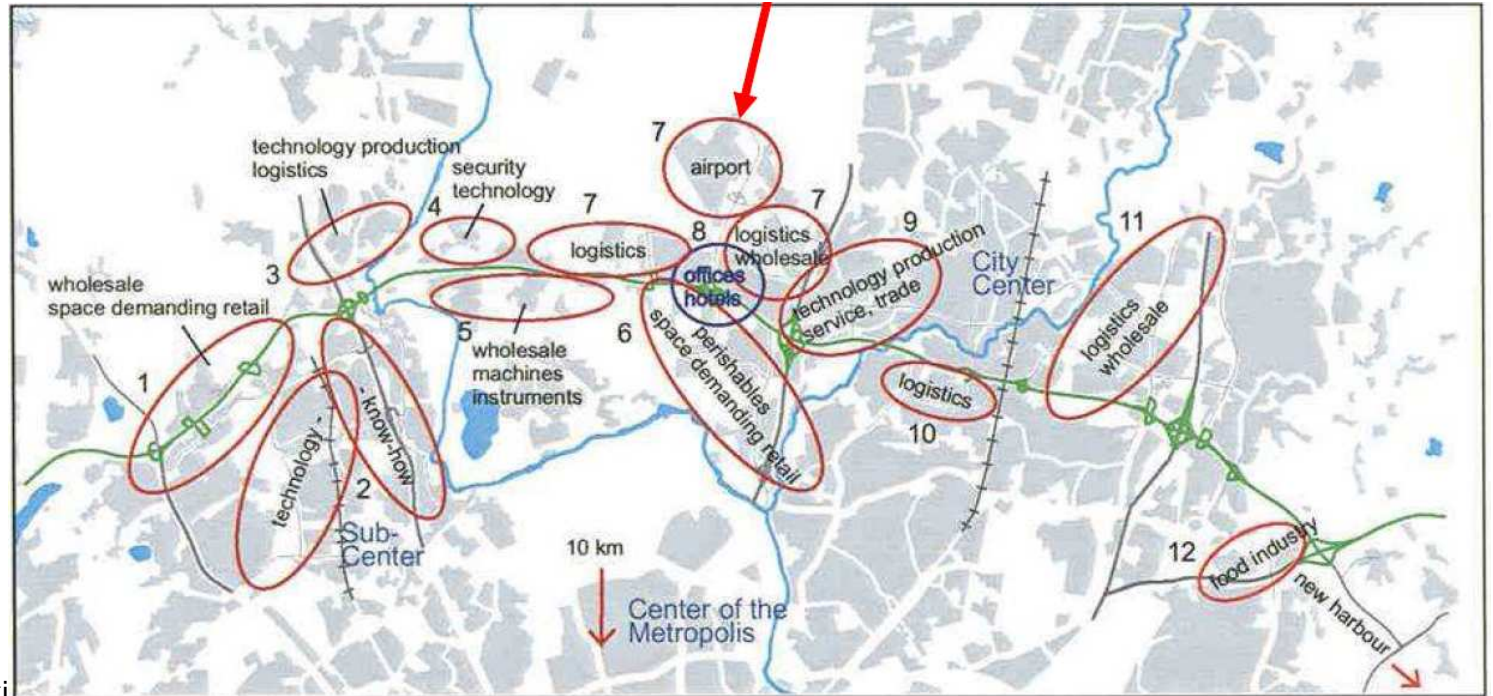 7
airport
technology production
logistics
security
technology
4
7
7
logistics
8
logistics
wholesale
offices
hotels
9
technology production
service, trade
City
Center
11
logistics
wholesale
3
wholesale
space demanding retail
1
5
wholesale
machines
instruments
6
perishables
space demanding retail
logistics
10
- know-how
technology -
2
Sub-
Center
10 km
Center of the
Metropolis
12
food industry
new harbour